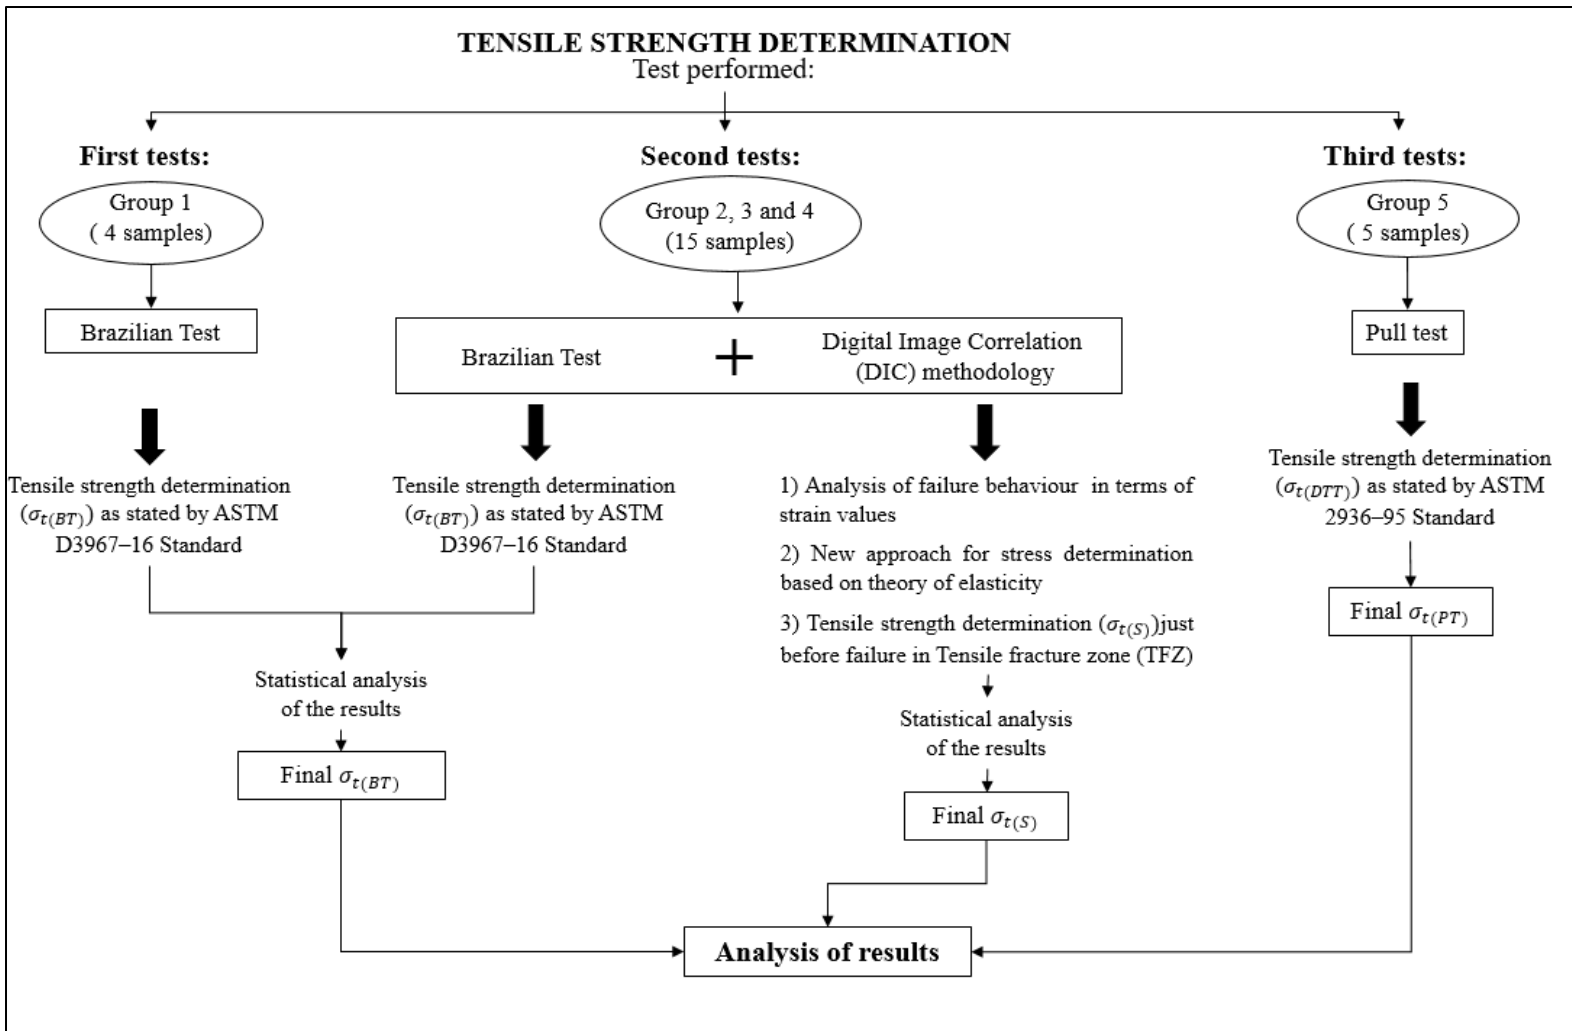 TENSILE STRENGTH DETERMINATION
Test performed:
First tests:
Group 1
( 4 samples)
Brazilian Test
Tensile strength determination
(σt(BT)) as stated by ASTM
D3967–16 Standard
Second tests:
Group 2, 3 and 4
(15 samples)
Brazilian Test
+
Digital Image Correlation
(DIC) methodology
Tensile strength determination
(σt(BT)) as stated by ASTM
D3967–16 Standard
Statistical analysis
of the results
Final σt(BT)
1) Analysis of failure behaviour in terms of
strain values
2) New approach for stress determination
based on theory of elasticity
3) Tensile strength determination (σt(S))just
before failure in Tensile fracture zone (TFZ)
Statistical analysis
of the results
Final σt(S)
Third tests:
Group 5
( 5 samples)
Pull test
Tensile strength determination
(σt(DTT)) as stated by ASTM
2936–95 Standard
Final σt(PT)
Analysis of results